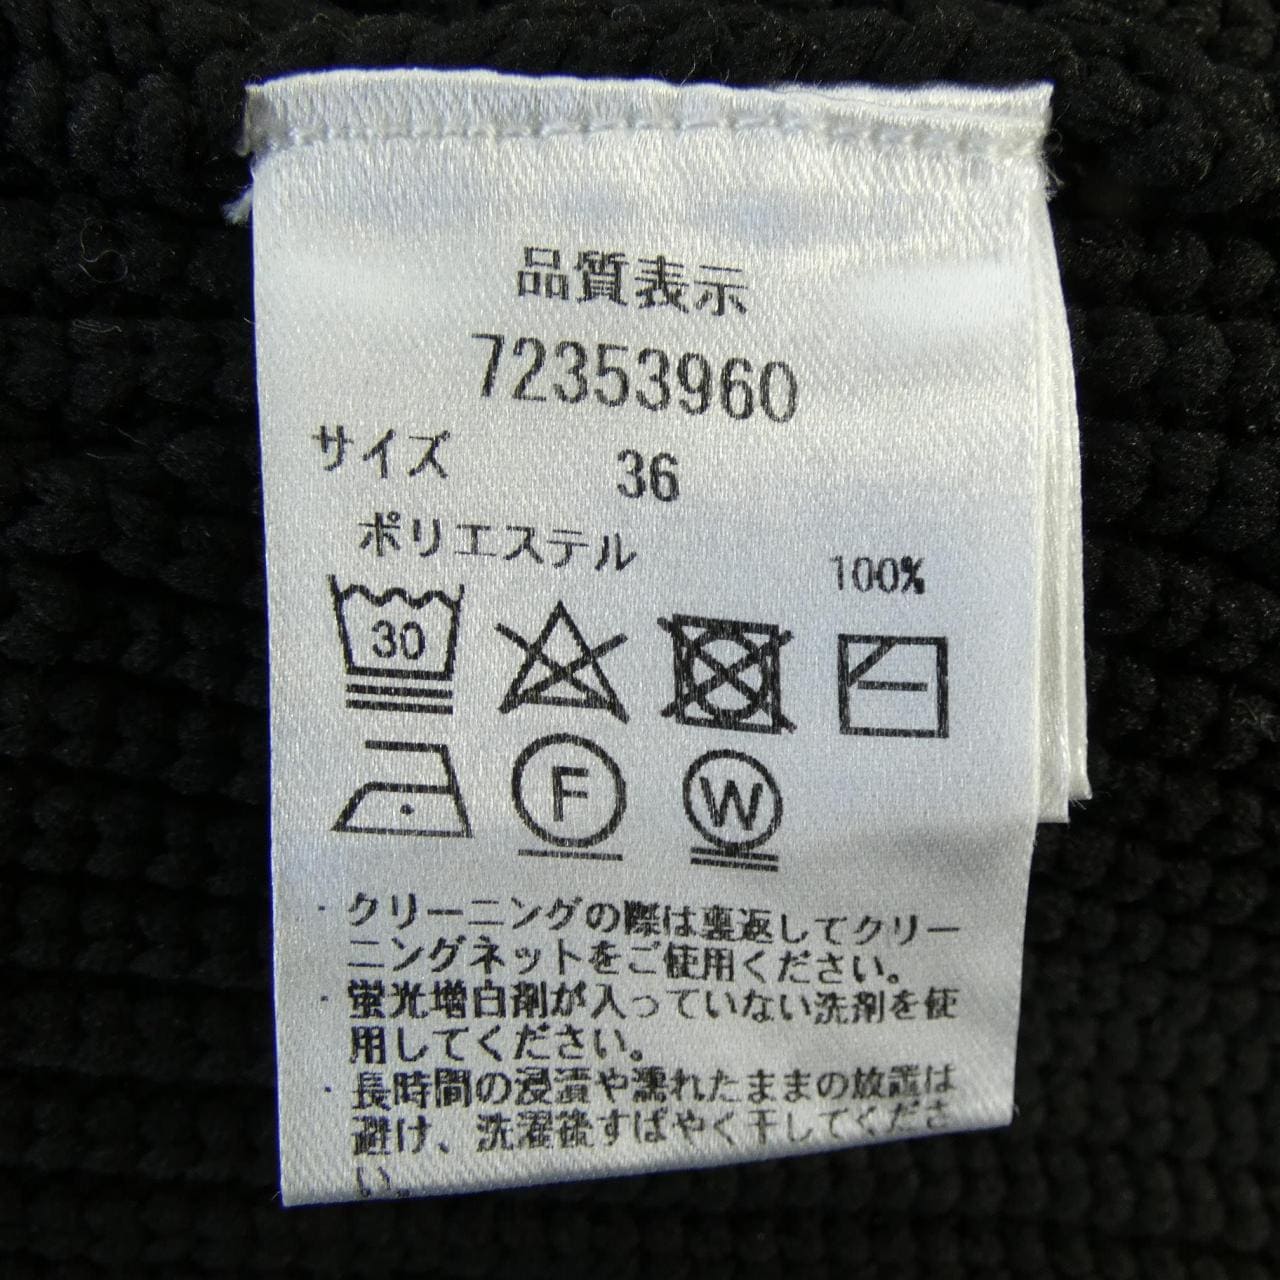 品質表示
72353960
サイズ 36
ポリエステル 100%
30
F W
・クリーニングの際は裏返してクリー
ニングネットをご使用ください。
・蛍光増白剤が入っていない洗剤を使
用してください。
・長時間の浸漬や濡れたままの放置は
避け、洗濯後すばやく干してくださ
い。